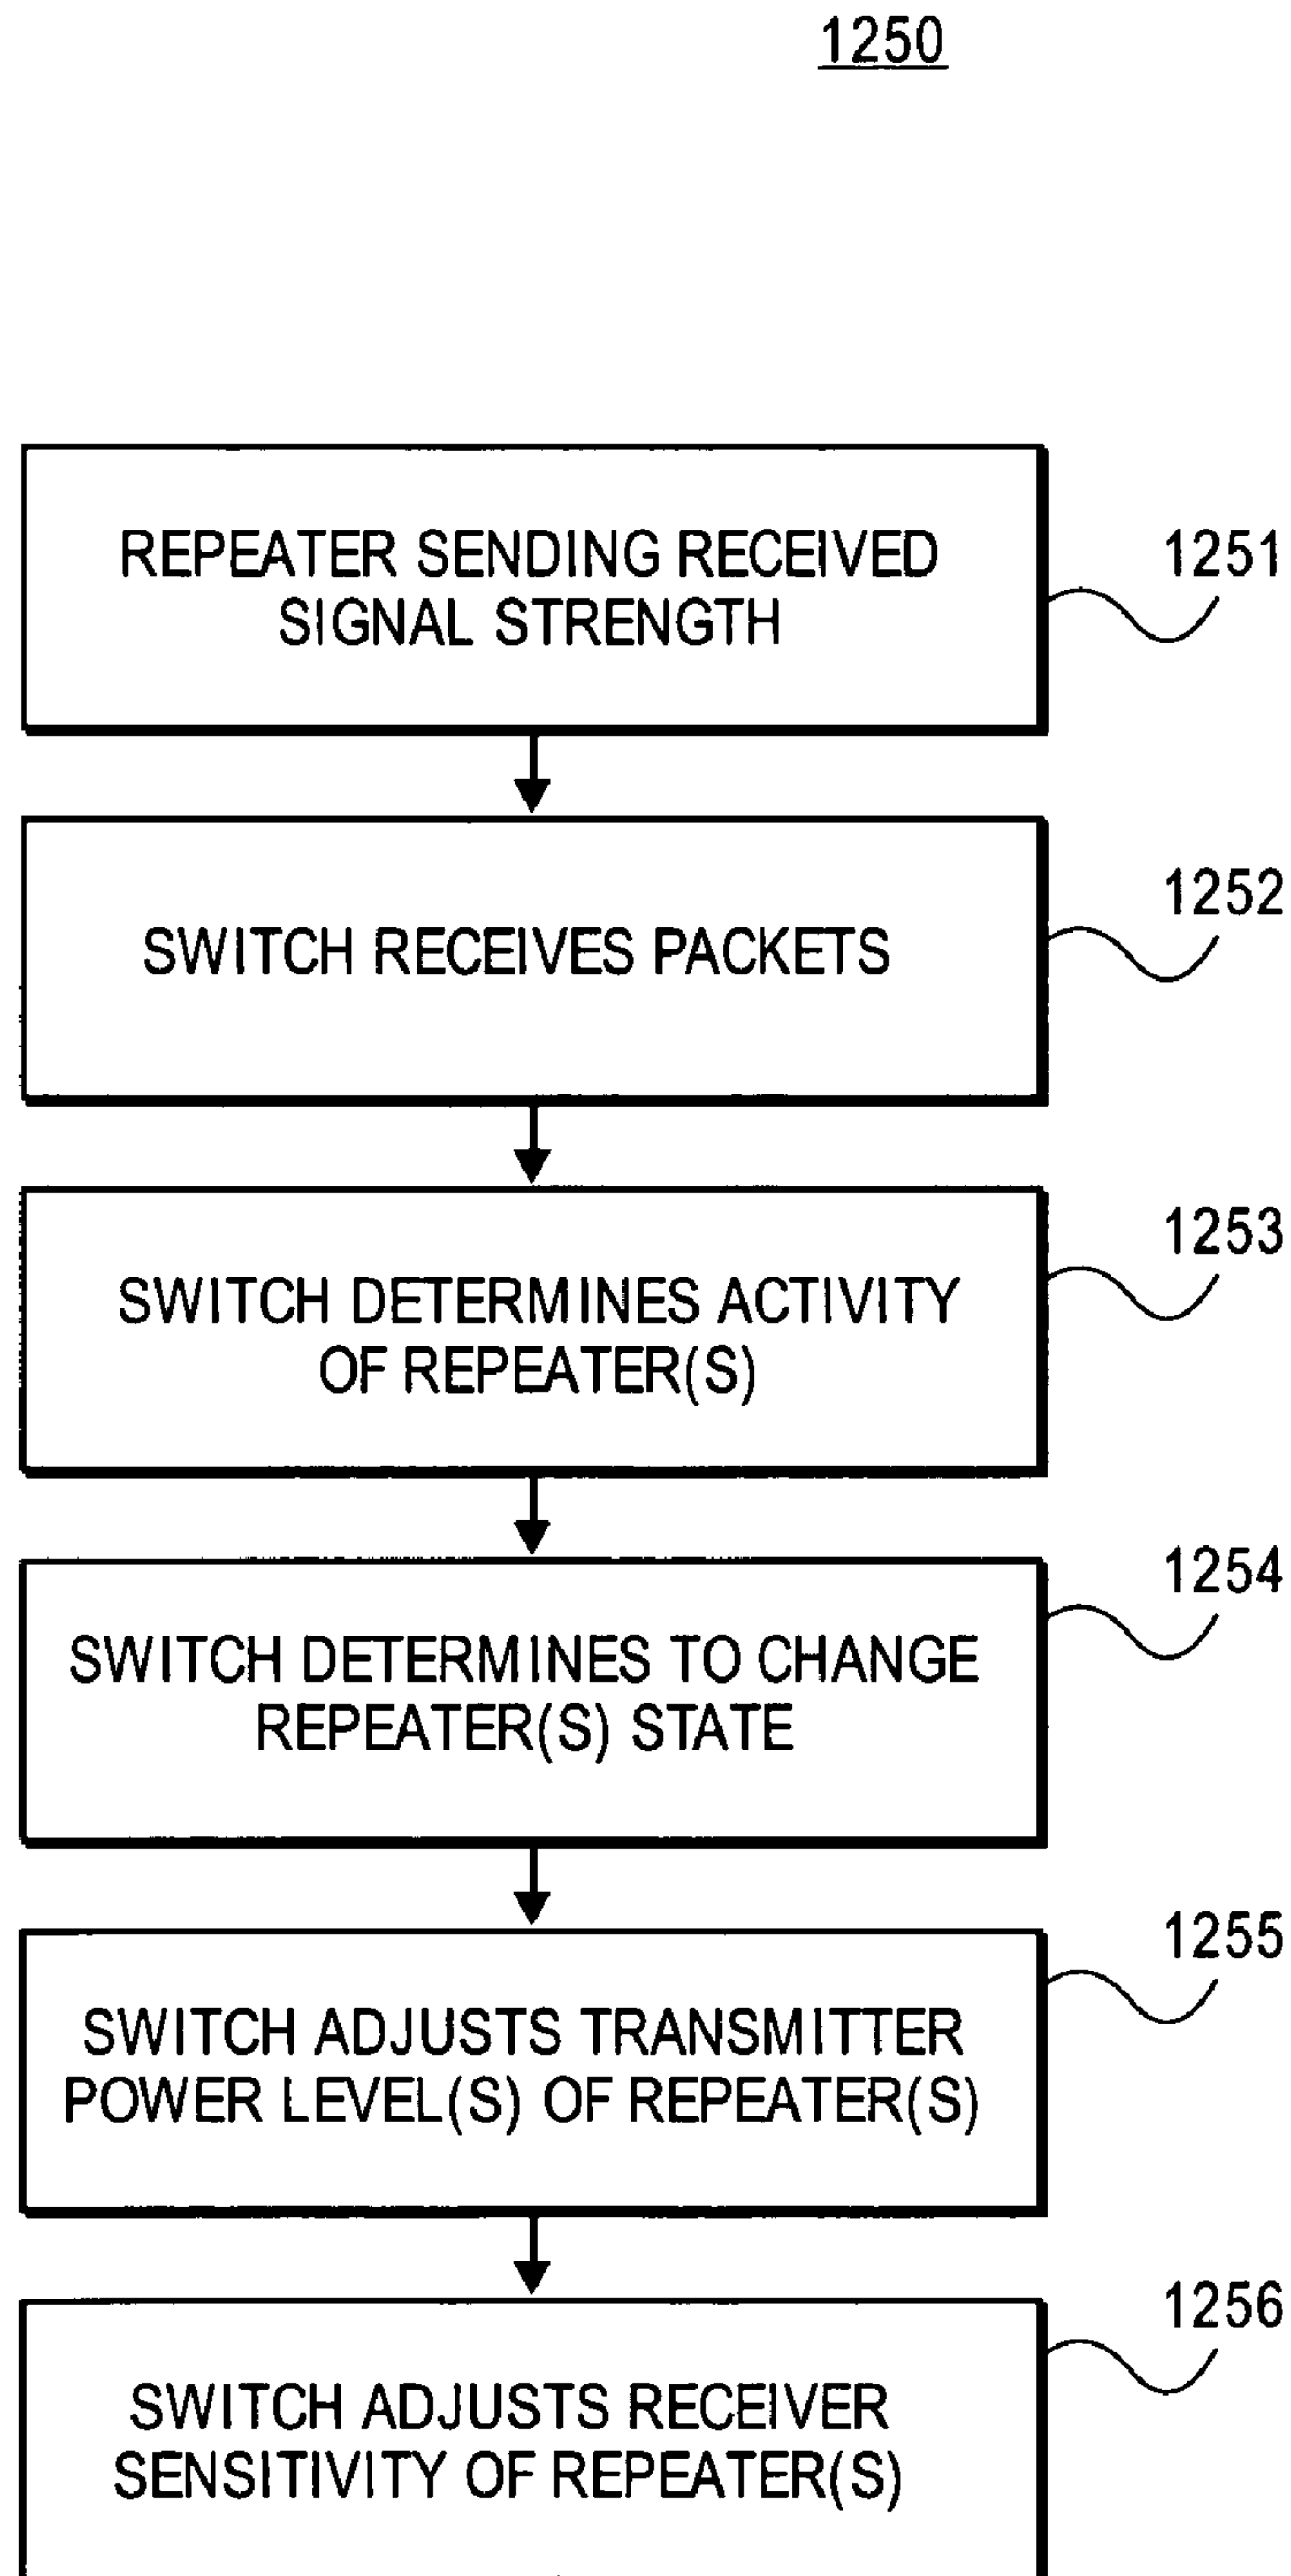 1250
REPEATER SENDING RECEIVED
SIGNAL STRENGTH
1251
SWITCH RECEIVES PACKETS
1252
SWITCH DETERMINES ACTIVITY
OF REPEATER(S)
1253
SWITCH DETERMINES TO CHANGE
REPEATER(S) STATE
1254
SWITCH ADJUSTS TRANSMITTER
POWER LEVEL(S) OF REPEATER(S)
1255
SWITCH ADJUSTS RECEIVER
SENSITIVITY OF REPEATER(S)
1256